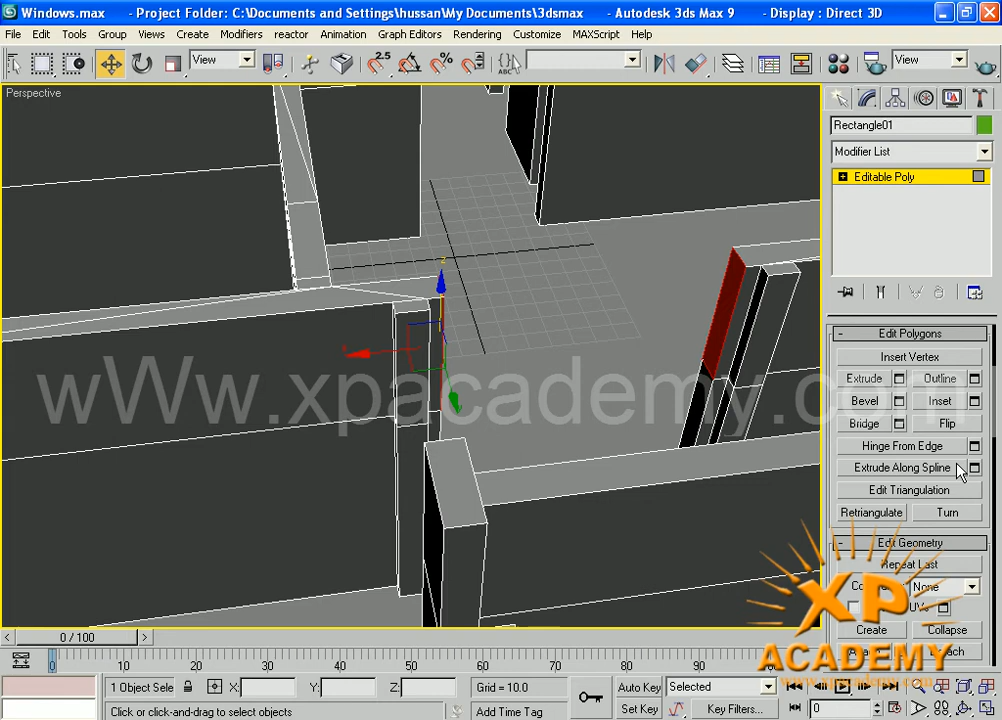 Windows.max - Project Folder: C:\Documents and Settings\hussan\My Documents\3dsmax - Autodesk 3ds Max 9 - Display : Direct 3D
File Edit Tools Group Views Create Modifiers reactor Animation Graph Editors Rendering Customize MAXScript Help
View 2.5 % ABC View
Perspective
Rectangle01
Modifier List
Editable Poly
z
Edit Polygons
Insert Vertex
Extrude Outline
Bevel Inset
Bridge Flip
Hinge From Edge
Extrude Along Spline
Edit Triangulation
Retriangulate Turn
Edit Geometry
Repeat Last
None
Create Collapse
wWw.xpacademy.com
XP
ACADEMY
0 / 100
0 10 20 30 40 50 60 70 80 90
1 Object Sele X: Y: Z: Grid = 10.0 Auto Key Selected
Click or click-and-drag to select objects Add Time Tag Set Key Key Filters... 0